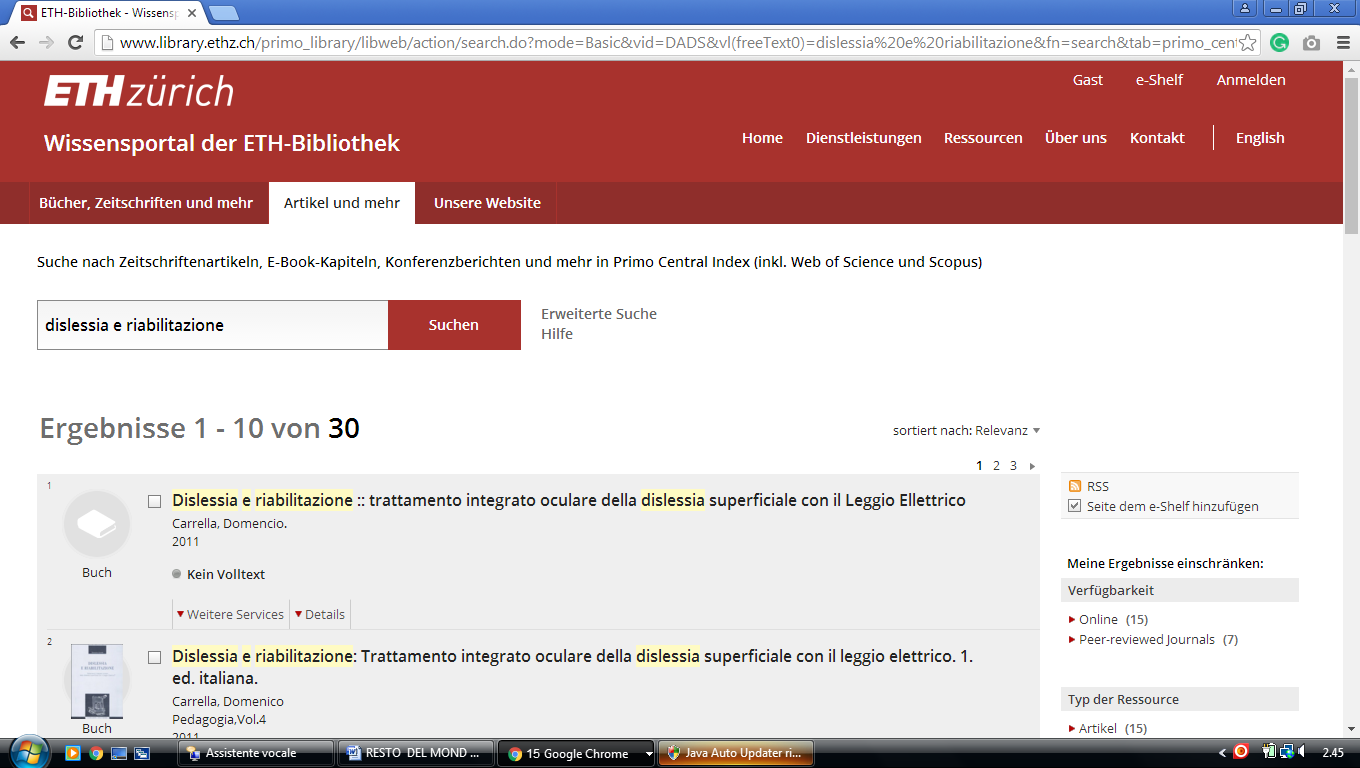 ETH-Bibliothek - Wissensp
www.library.ethz.ch/primo_library/libweb/action/search.do?mode=Basic&vid=DADS&vl(freeText0)=dislessia%20e%20riabilitazione&fn=search&tab=primo_cent
ETH zürich
Gast e-Shelf Anmelden
Wissensportal der ETH-Bibliothek
Home Dienstleistungen Ressourcen Über uns Kontakt English
Bücher, Zeitschriften und mehr Artikel und mehr Unsere Website
Suche nach Zeitschriftenartikeln, E-Book-Kapiteln, Konferenzberichten und mehr in Primo Central Index (inkl. Web of Science und Scopus)
dislessia e riabilitazione Suchen
Erweiterte Suche
Hilfe
Ergebnisse 1 - 10 von 30
sortiert nach: Relevanz
1 2 3
1
Dislessia e riabilitazione :: trattamento integrato oculare della dislessia superficiale con il Leggio Ellettrico
Carrella, Domencio.
2011
Buch
Kein Volltext
Weitere Services Details
2
Dislessia e riabilitazione: Trattamento integrato oculare della dislessia superficiale con il leggio elettrico. 1.
ed. italiana.
Carrella, Domenico
Pedagogia,Vol.4
2011
Buch
RSS
Seite dem e-Shelf hinzufügen
Meine Ergebnisse einschränken:
Verfügbarkeit
Online (15)
Peer-reviewed Journals (7)
Typ der Ressource
Artikel (15)
Assistente vocale RESTO DEL MOND ... 15 Google Chrome Java Auto Updater ri... 2.45